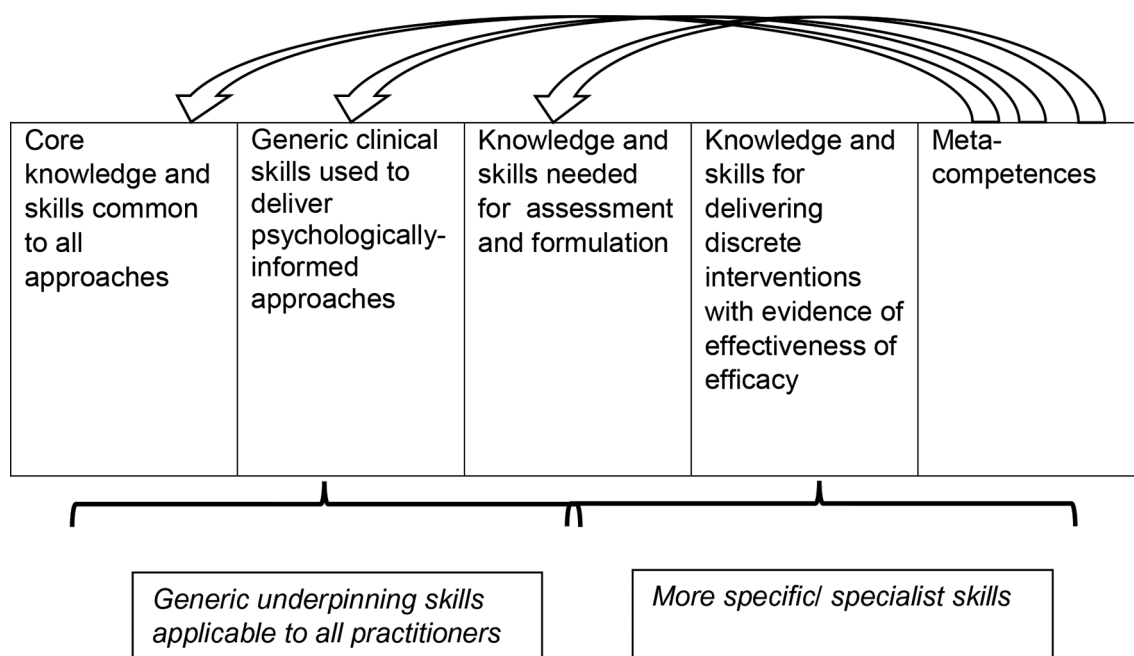 Core
knowledge and
skills common
to all
approaches
Generic clinical
skills used to
deliver
psychologically-
informed
approaches
Knowledge and
skills needed
for assessment
and formulation
Knowledge and
skills for
delivering
discrete
interventions
with evidence of
effectiveness of
efficacy
Meta-
competences
Generic underpinning skills
applicable to all practitioners
More specific/ specialist skills